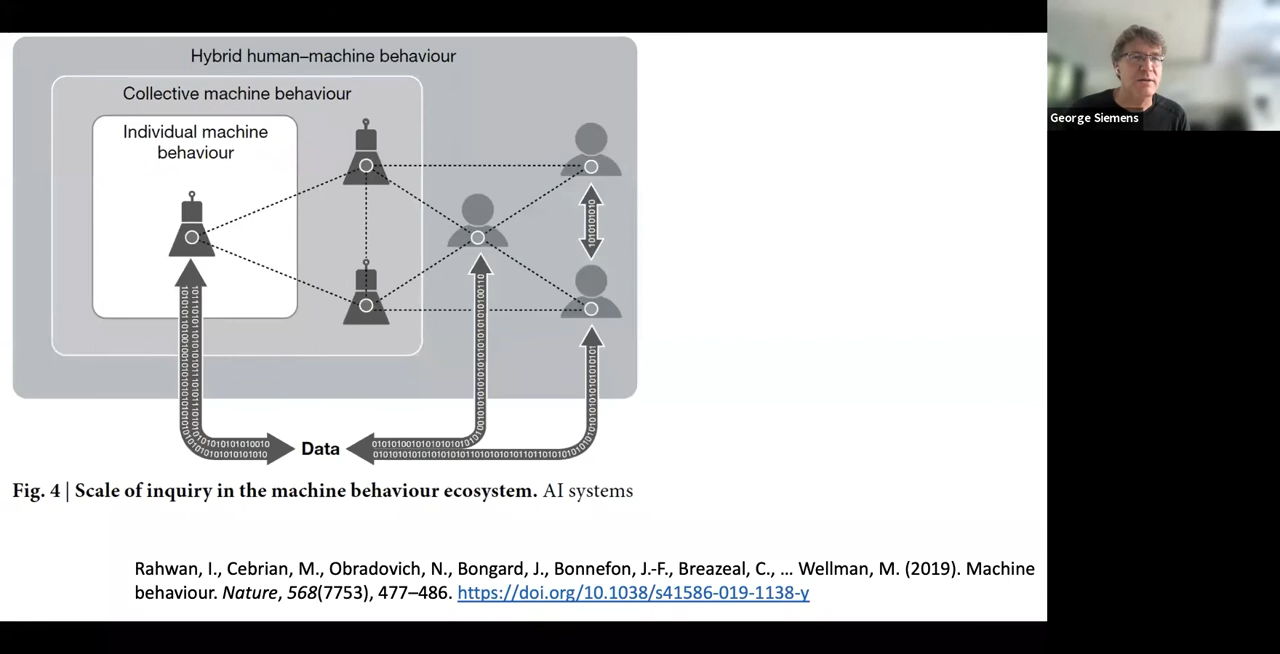 Hybrid human–machine behaviour
Collective machine behaviour
Individual machine
behaviour
Data
Fig. 4 | Scale of inquiry in the machine behaviour ecosystem. AI systems
Rahwan, I., Cebrian, M., Obradovich, N., Bongard, J., Bonnefon, J.-F., Breazeal, C., … Wellman, M. (2019). Machine
behaviour. Nature, 568(7753), 477–486. https://doi.org/10.1038/s41586-019-1138-y
George Siemens